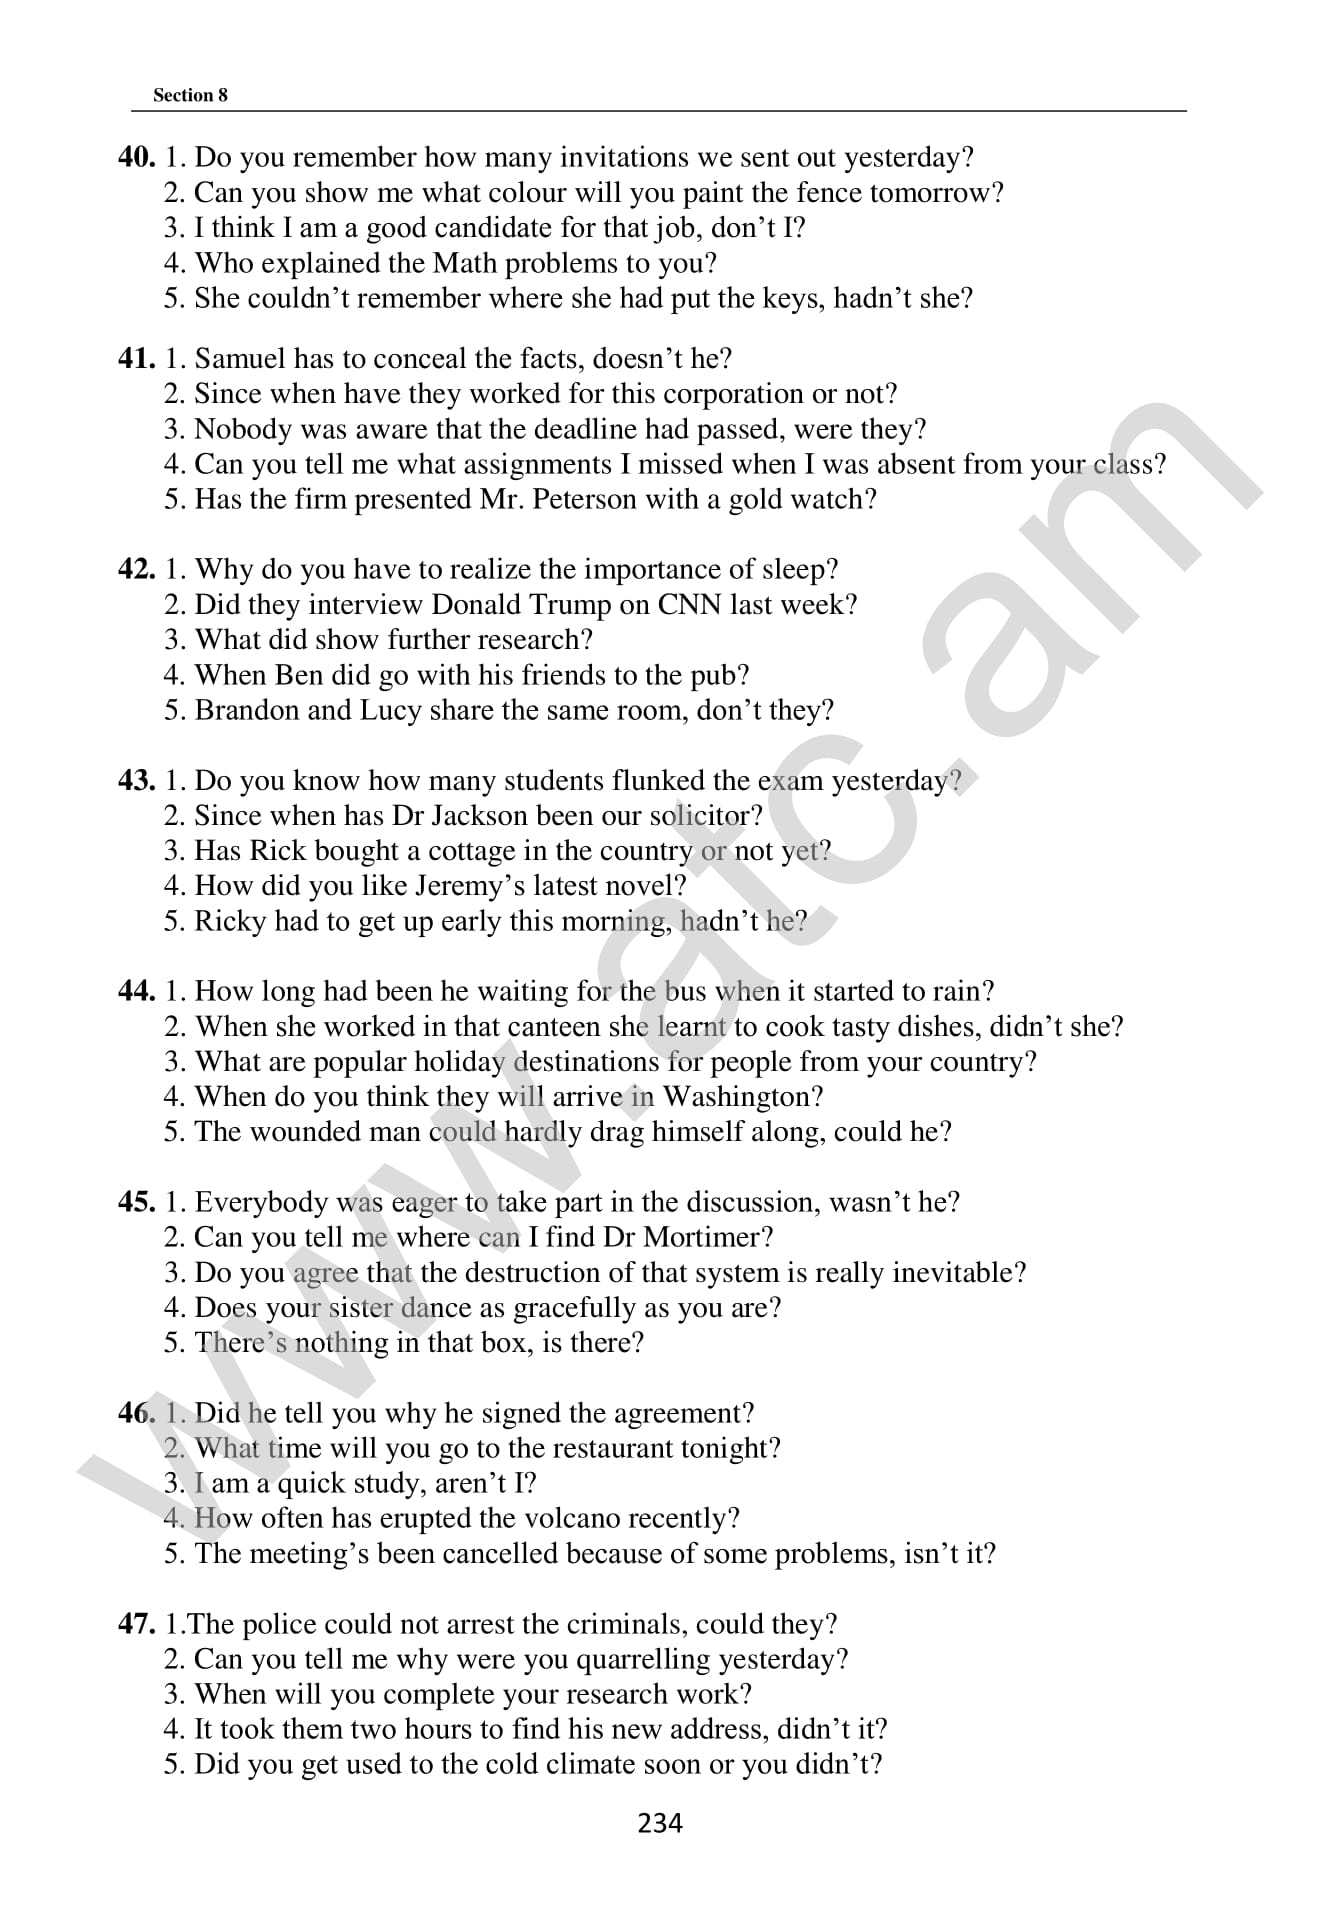 Section 8
40. 1. Do you remember how many invitations we sent out yesterday?
2. Can you show me what colour will you paint the fence tomorrow?
3. I think I am a good candidate for that job, don’t I?
4. Who explained the Math problems to you?
5. She couldn’t remember where she had put the keys, hadn’t she?
41. 1. Samuel has to conceal the facts, doesn’t he?
2. Since when have they worked for this corporation or not?
3. Nobody was aware that the deadline had passed, were they?
4. Can you tell me what assignments I missed when I was absent from your class?
5. Has the firm presented Mr. Peterson with a gold watch?
42. 1. Why do you have to realize the importance of sleep?
2. Did they interview Donald Trump on CNN last week?
3. What did show further research?
4. When Ben did go with his friends to the pub?
5. Brandon and Lucy share the same room, don’t they?
43. 1. Do you know how many students flunked the exam yesterday?
2. Since when has Dr Jackson been our solicitor?
3. Has Rick bought a cottage in the country or not yet?
4. How did you like Jeremy’s latest novel?
5. Ricky had to get up early this morning, hadn’t he?
44. 1. How long had been he waiting for the bus when it started to rain?
2. When she worked in that canteen she learnt to cook tasty dishes, didn’t she?
3. What are popular holiday destinations for people from your country?
4. When do you think they will arrive in Washington?
5. The wounded man could hardly drag himself along, could he?
45. 1. Everybody was eager to take part in the discussion, wasn’t he?
2. Can you tell me where can I find Dr Mortimer?
3. Do you agree that the destruction of that system is really inevitable?
4. Does your sister dance as gracefully as you are?
5. There’s nothing in that box, is there?
46. 1. Did he tell you why he signed the agreement?
2. What time will you go to the restaurant tonight?
3. I am a quick study, aren’t I?
4. How often has erupted the volcano recently?
5. The meeting’s been cancelled because of some problems, isn’t it?
47. 1.The police could not arrest the criminals, could they?
2. Can you tell me why were you quarrelling yesterday?
3. When will you complete your research work?
4. It took them two hours to find his new address, didn’t it?
5. Did you get used to the cold climate soon or you didn’t?
234
www.atc.am